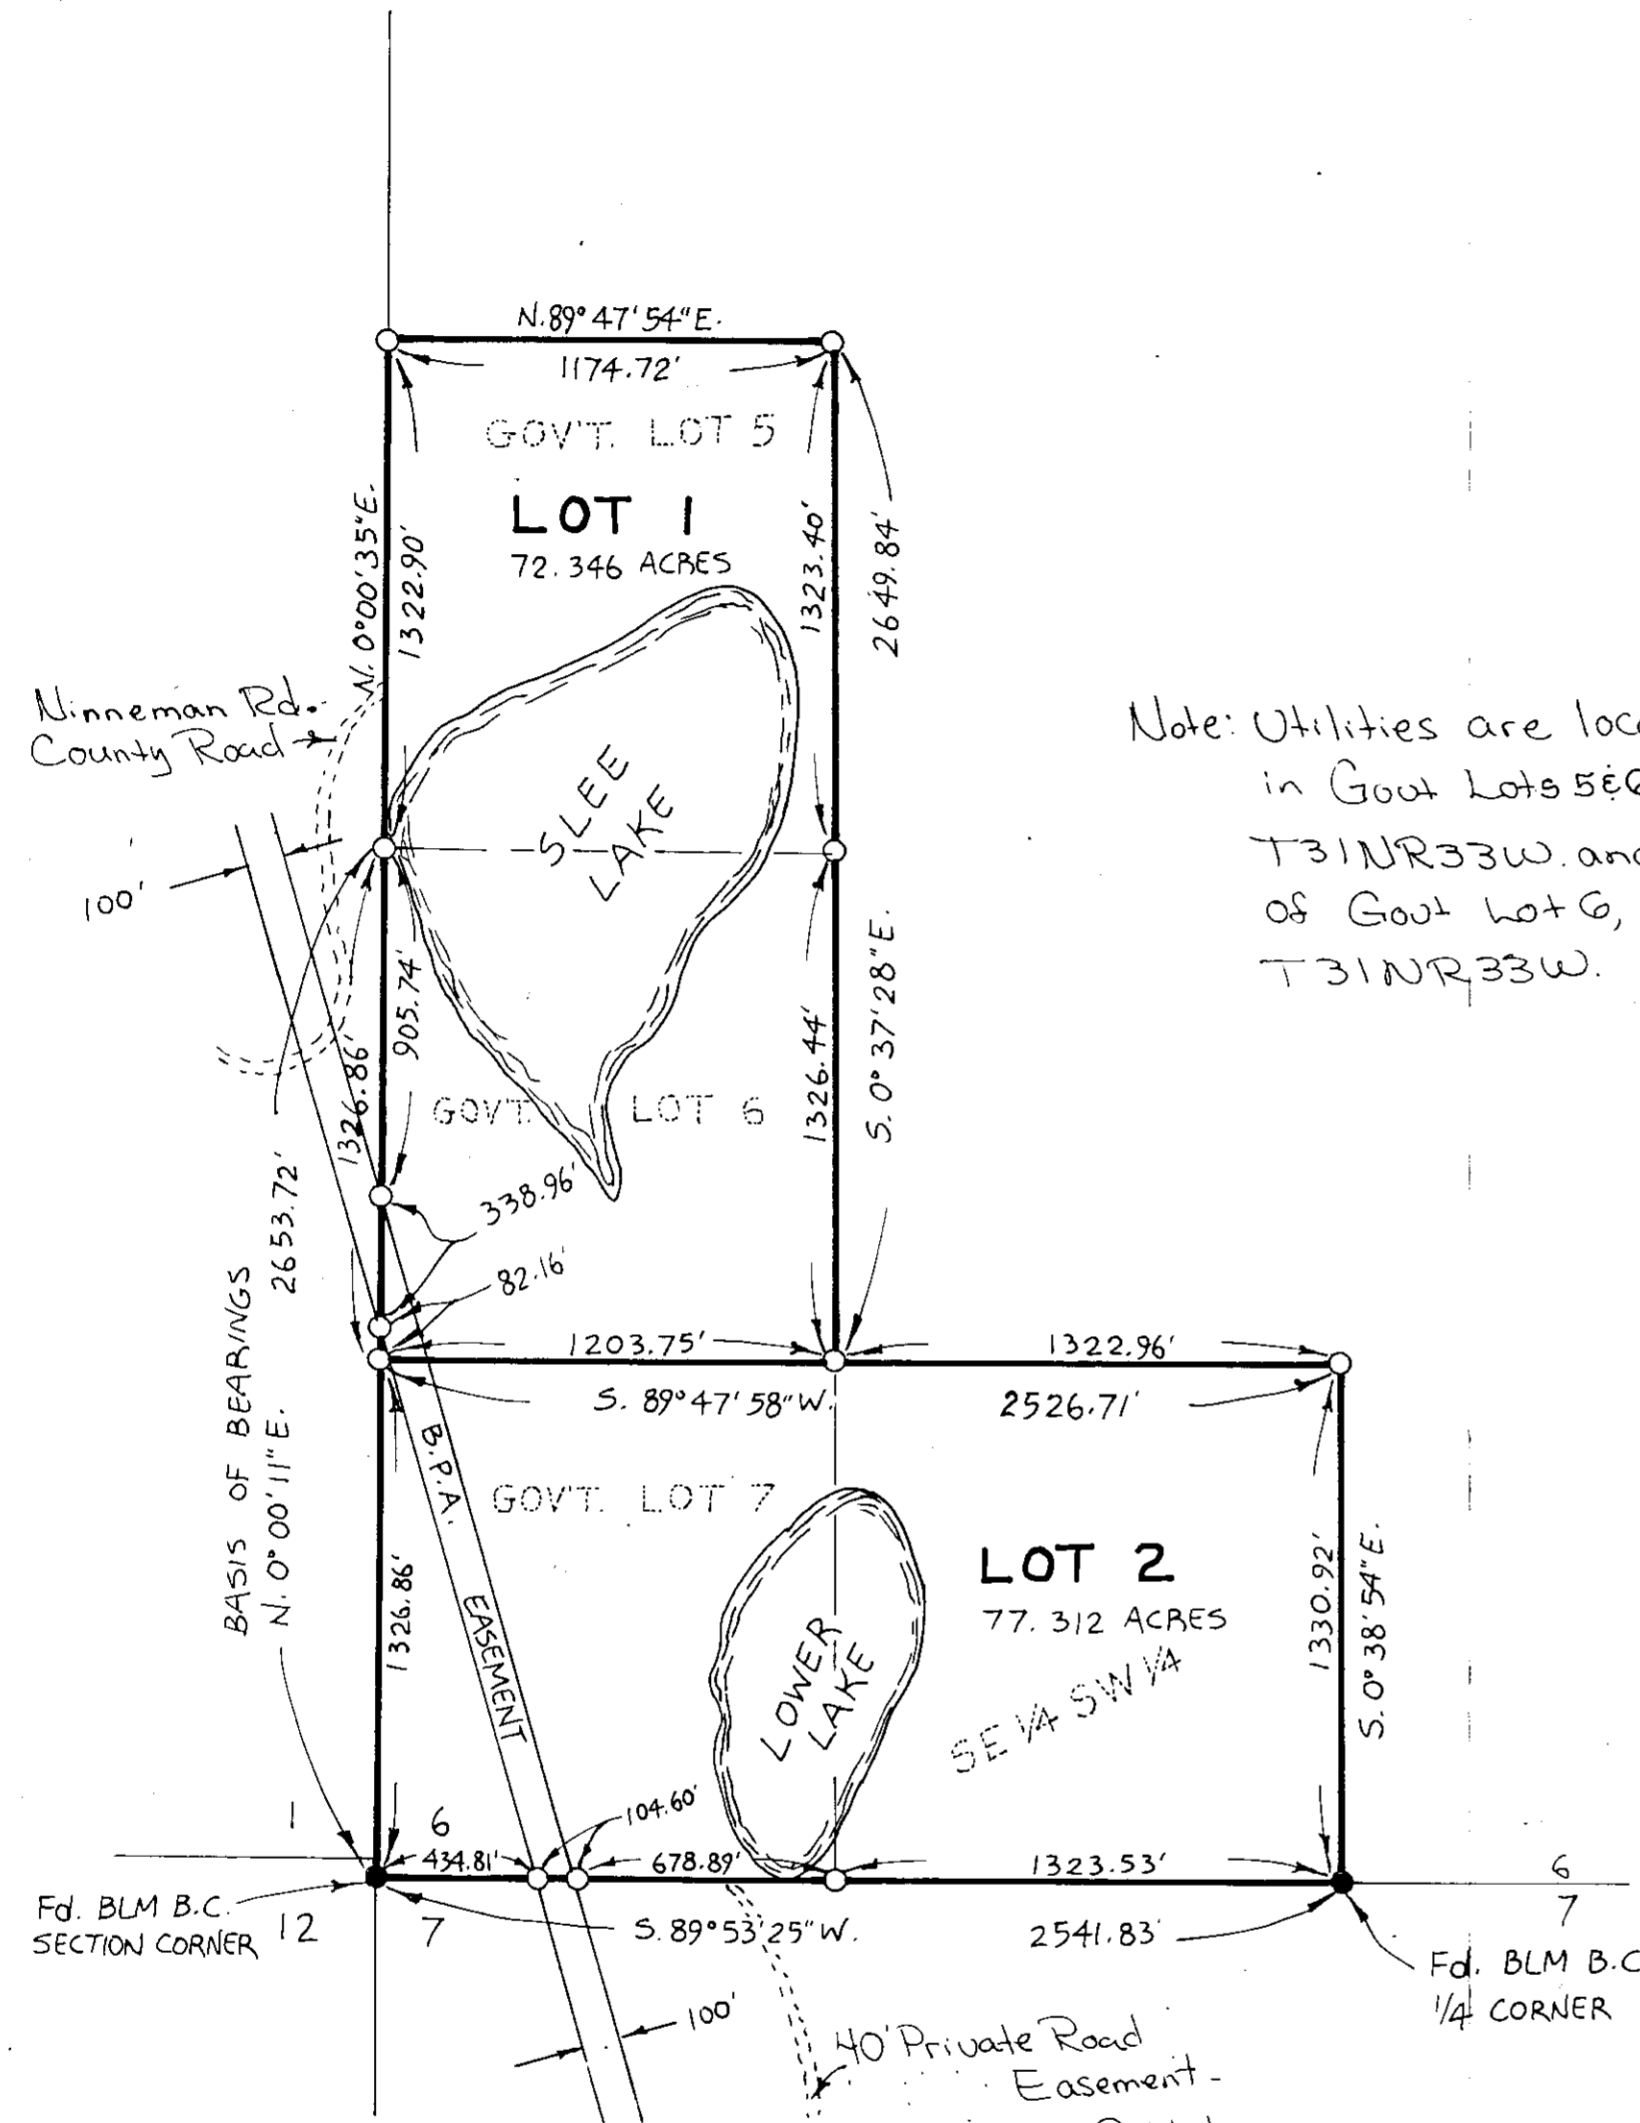 N. 89° 47' 54" E.
1174.72'
GOV'T. LOT 5
LOT 1
72.346 ACRES
N. 0°00'35"E.
1322.90'
1323.40'
2649.84'
Ninneman Rd.
County Road
SLEE
LAKE
Note: Utilities are loc
in Govt Lots 5&6
T31NR33W. and
of Govt Lot 6,
T31NR33W.
100'
905.74'
1326.86'
1326.44'
S. 0° 37' 28" E.
GOV'T. LOT 6
338.96'
82.16'
2653.72'
BASIS OF BEARINGS
N. 0° 00' 11" E.
1203.75'
1322.96'
S. 89° 47' 58" W.
2526.71'
B.P.A.
EASEMENT
GOV'T. LOT 7
1326.86'
LOT 2
77.312 ACRES
LOWER
LAKE
SE 1/4 SW 1/4
1330.92'
S. 0° 38' 54" E.
1
6
104.60'
434.81'
678.89'
1323.53'
6
7
Fd. BLM B.C.
SECTION CORNER
12
7
S. 89° 53' 25" W.
2541.83'
Fd. BLM B.C
1/4 CORNER
100'
40' Private Road
Easement-